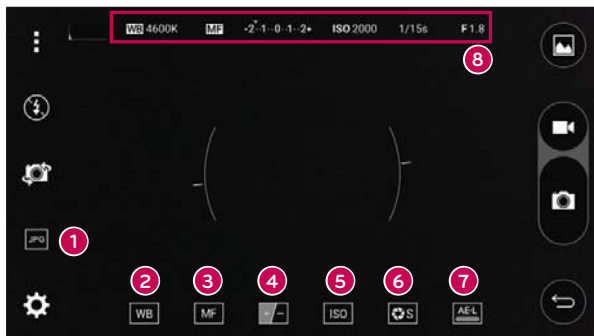 WB 4600K MF -2··1··0··1··2+ ISO 2000 1/15s F 1.8
8
JPG 1
2 3 4 5 6 7
WB MF +/- ISO S AE-L